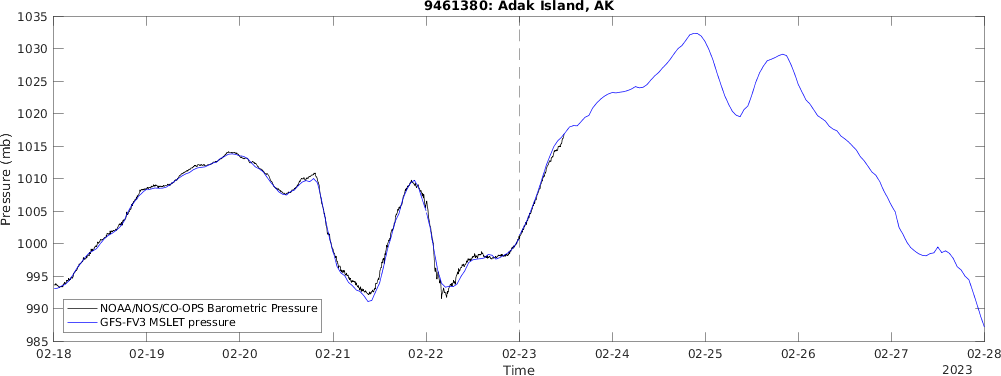 9461380: Adak Island, AK
Pressure (mb)
1035
1030
1025
1020
1015
1010
1005
1000
995
990
985
NOAA/NOS/CO-OPS Barometric Pressure
GFS-FV3 MSLET pressure
02-18 02-19 02-20 02-21 02-22 02-23 02-24 02-25 02-26 02-27 02-28
Time
2023